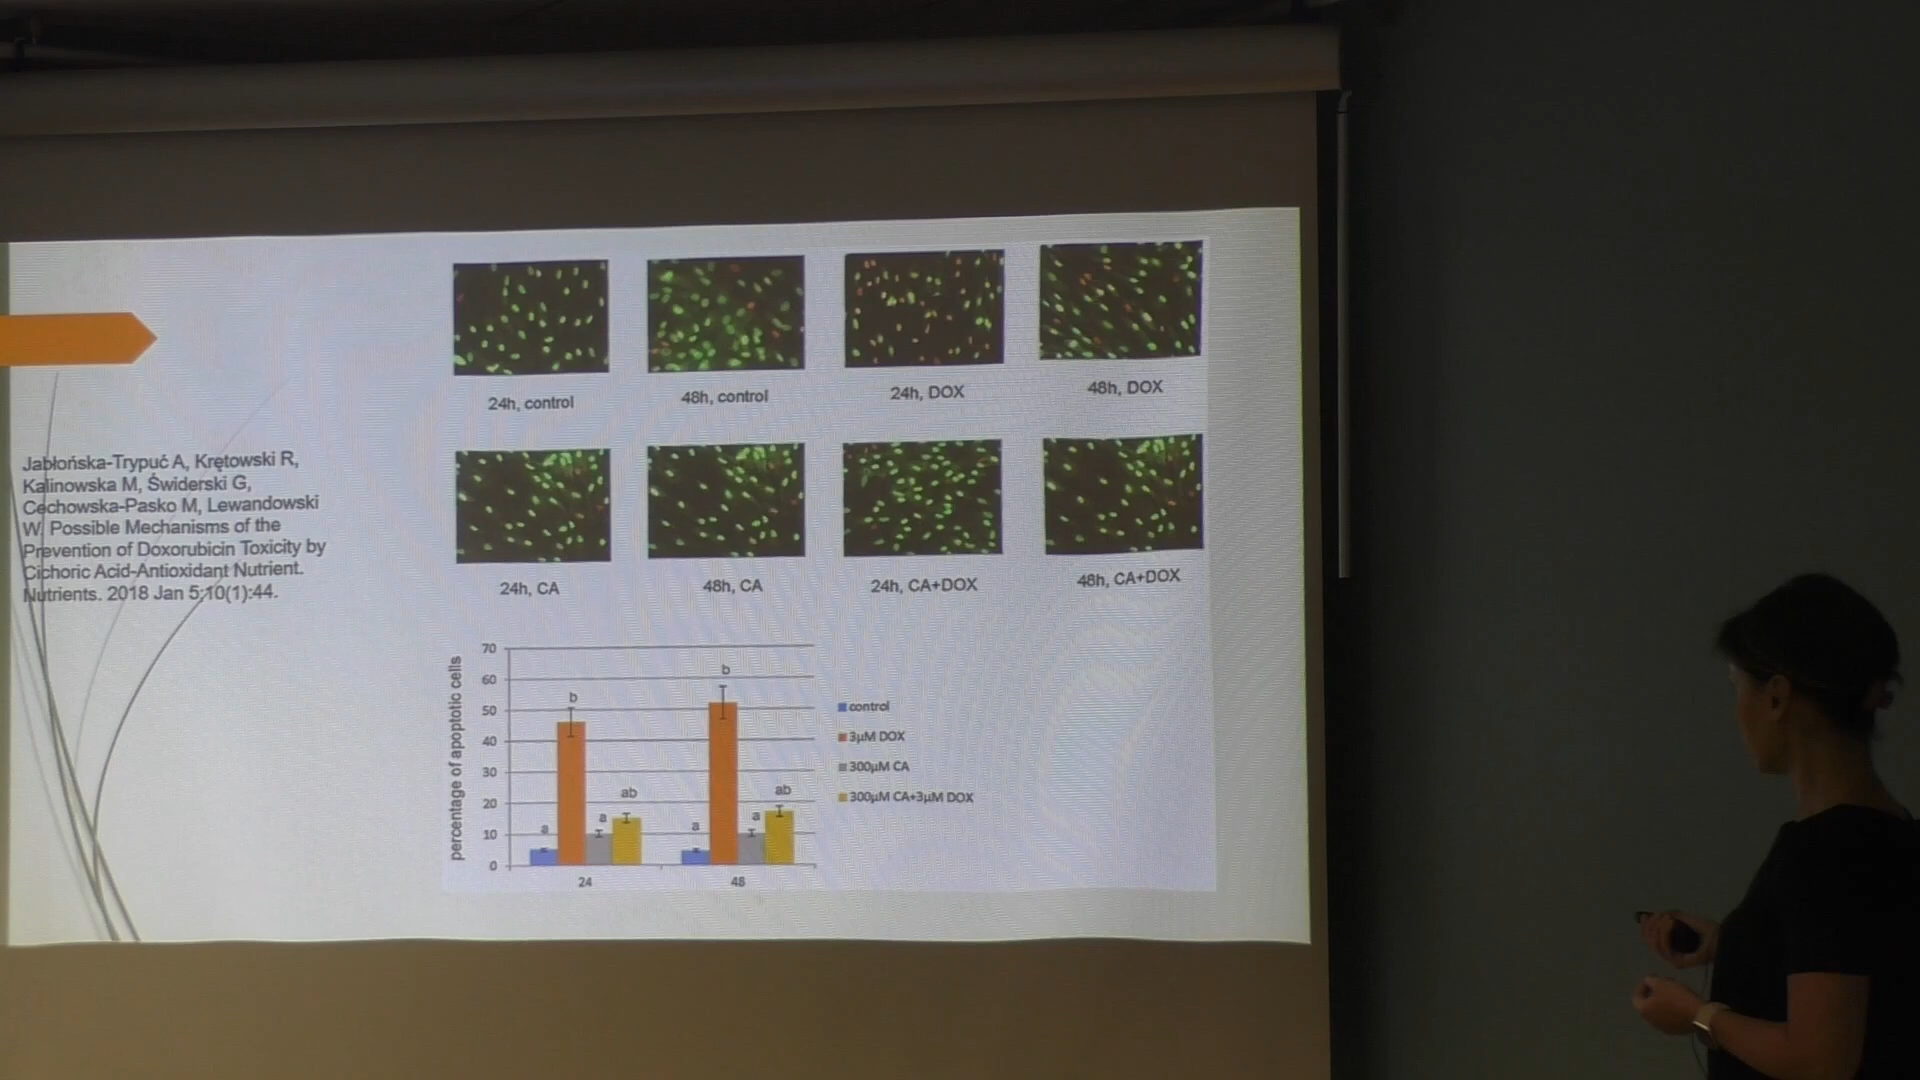 24h, control
48h, control
24h, DOX
48h, DOX
Jabłońska-Trypuć A, Krętowski R,
Kalinowska M, Świderski G,
Cechowska-Pasko M, Lewandowski
W. Possible Mechanisms of the
Prevention of Doxorubicin Toxicity by
Cichoric Acid-Antioxidant Nutrient.
Nutrients. 2018 Jan 5;10(1):44.
24h, CA
48h, CA
24h, CA+DOX
48h, CA+DOX
percentage of apoptotic cells
70
60
50
40
30
20
10
0
a
b
a
ab
a
b
a
ab
24
48
control
3µM DOX
300µM CA
300µM CA+3µM DOX